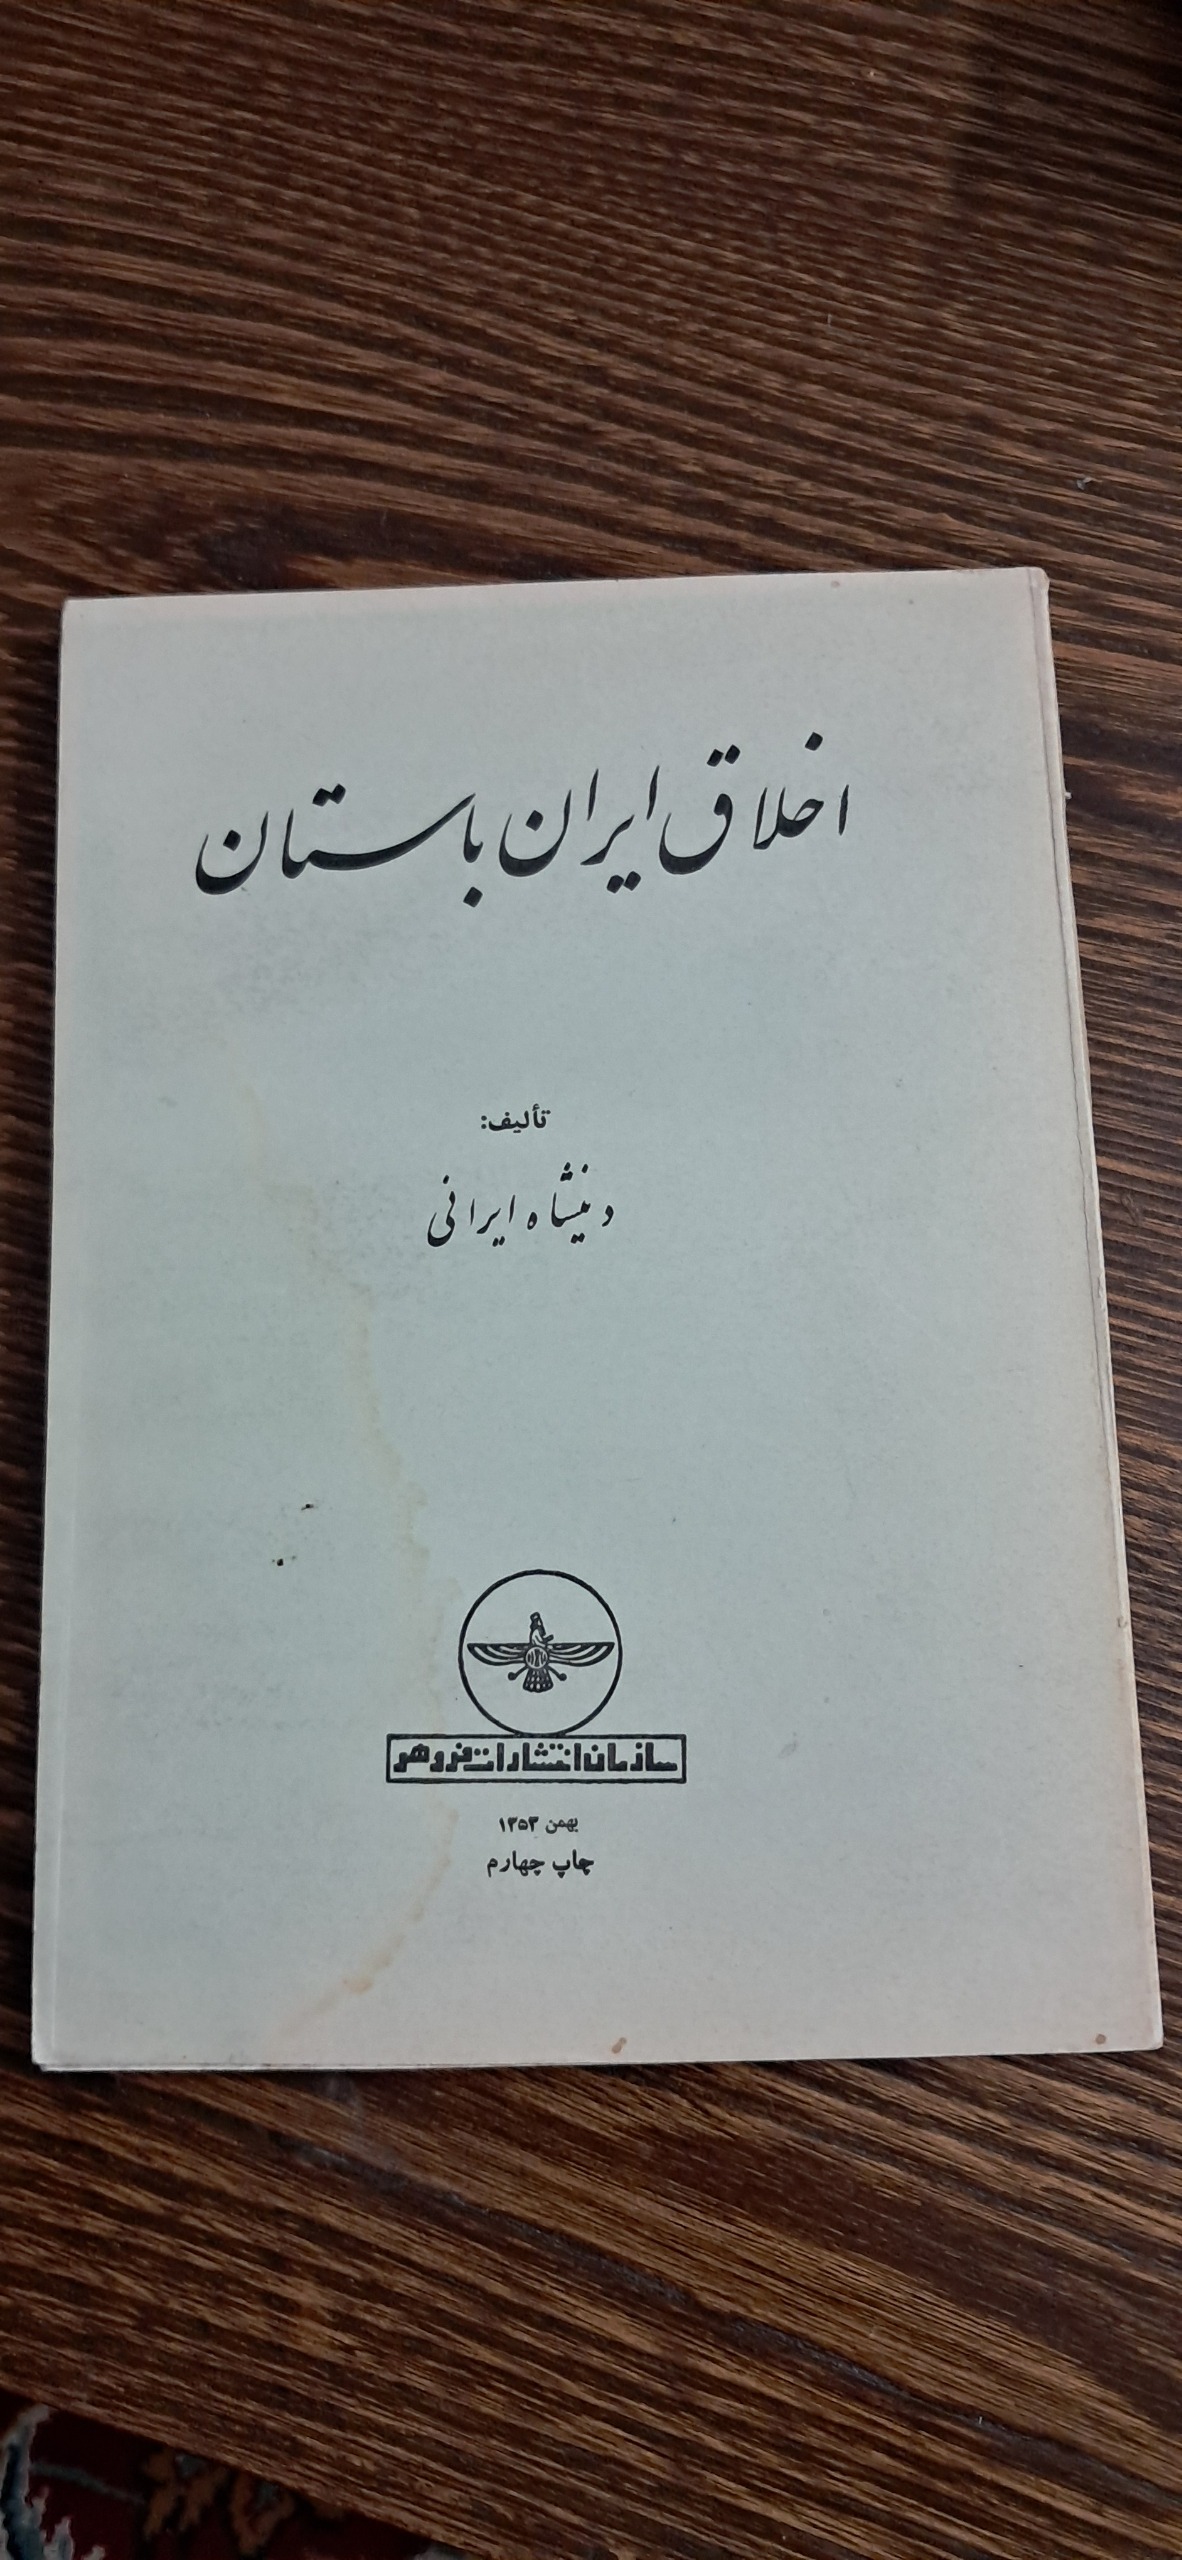 اخلاق ایران باستان
تألیف:
دینشاه ایرانی
سازمان انتشارات فروهر
بهمن ۱۳۵۳
چاپ چهارم